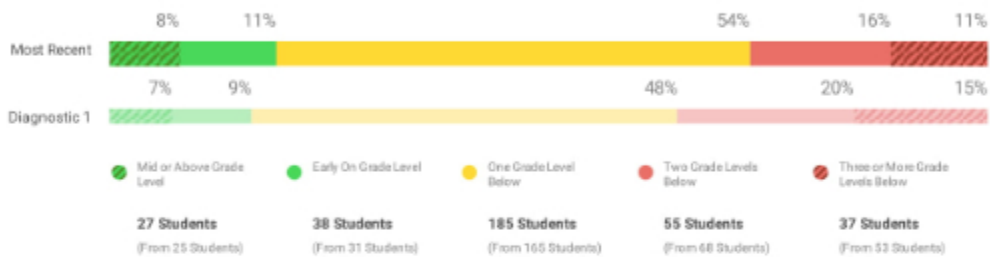 8% 11% 54% 16% 11%
Most Recent
7% 9% 48% 20% 15%
Diagnostic 1
Mid or Above Grade Level
Early On Grade Level
One Grade Level Below
Two Grade Levels Below
Three or More Grade Levels Below
27 Students 38 Students 185 Students 55 Students 37 Students
(From 25 Students) (From 31 Students) (From 165 Students) (From 68 Students) (From 53 Students)